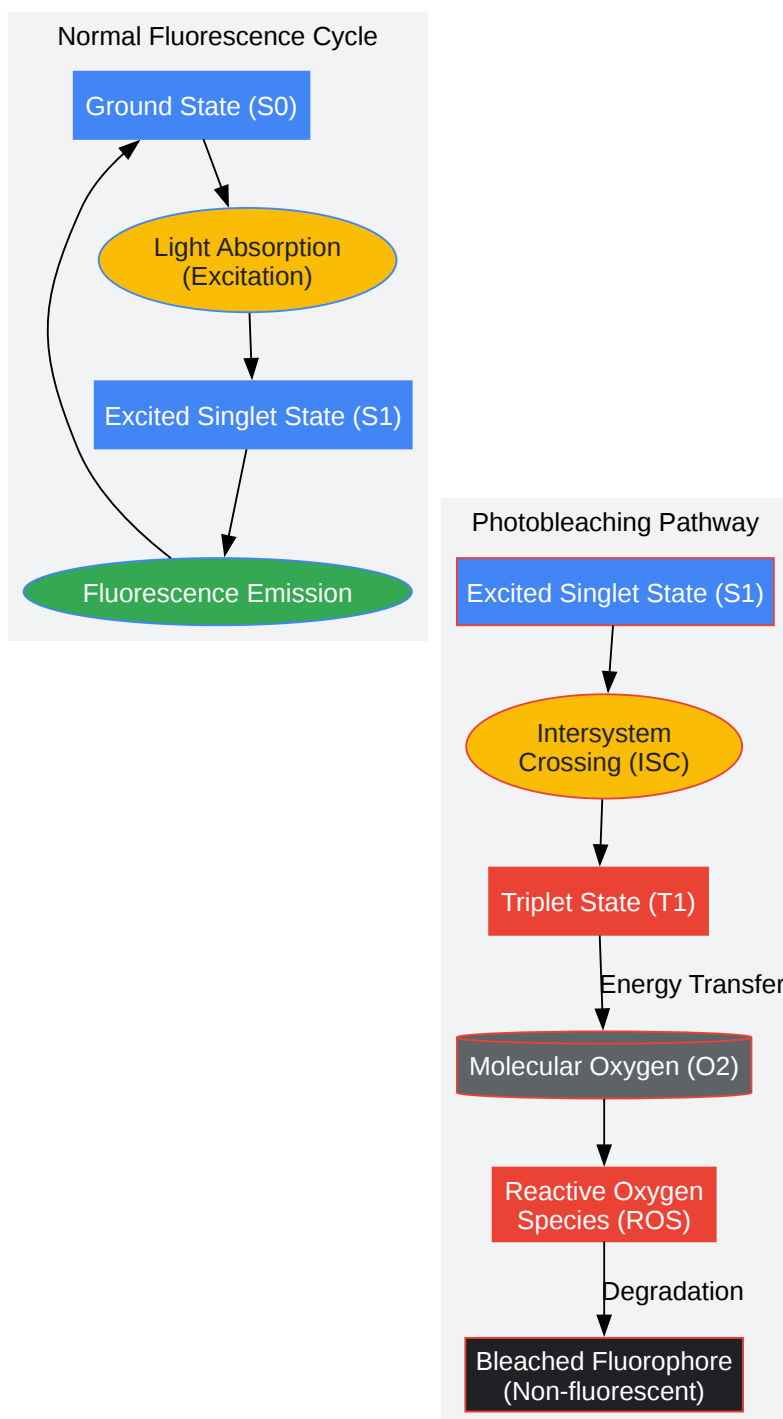 Normal Fluorescence Cycle
Ground State (S0)
Light Absorption
(Excitation)
Excited Singlet State (S1)
Fluorescence Emission
Photobleaching Pathway
Excited Singlet State (S1)
Intersystem
Crossing (ISC)
Triplet State (T1)
Energy Transfer
Molecular Oxygen (O2)
Reactive Oxygen
Species (ROS)
Degradation
Bleached Fluorophore
(Non-fluorescent)